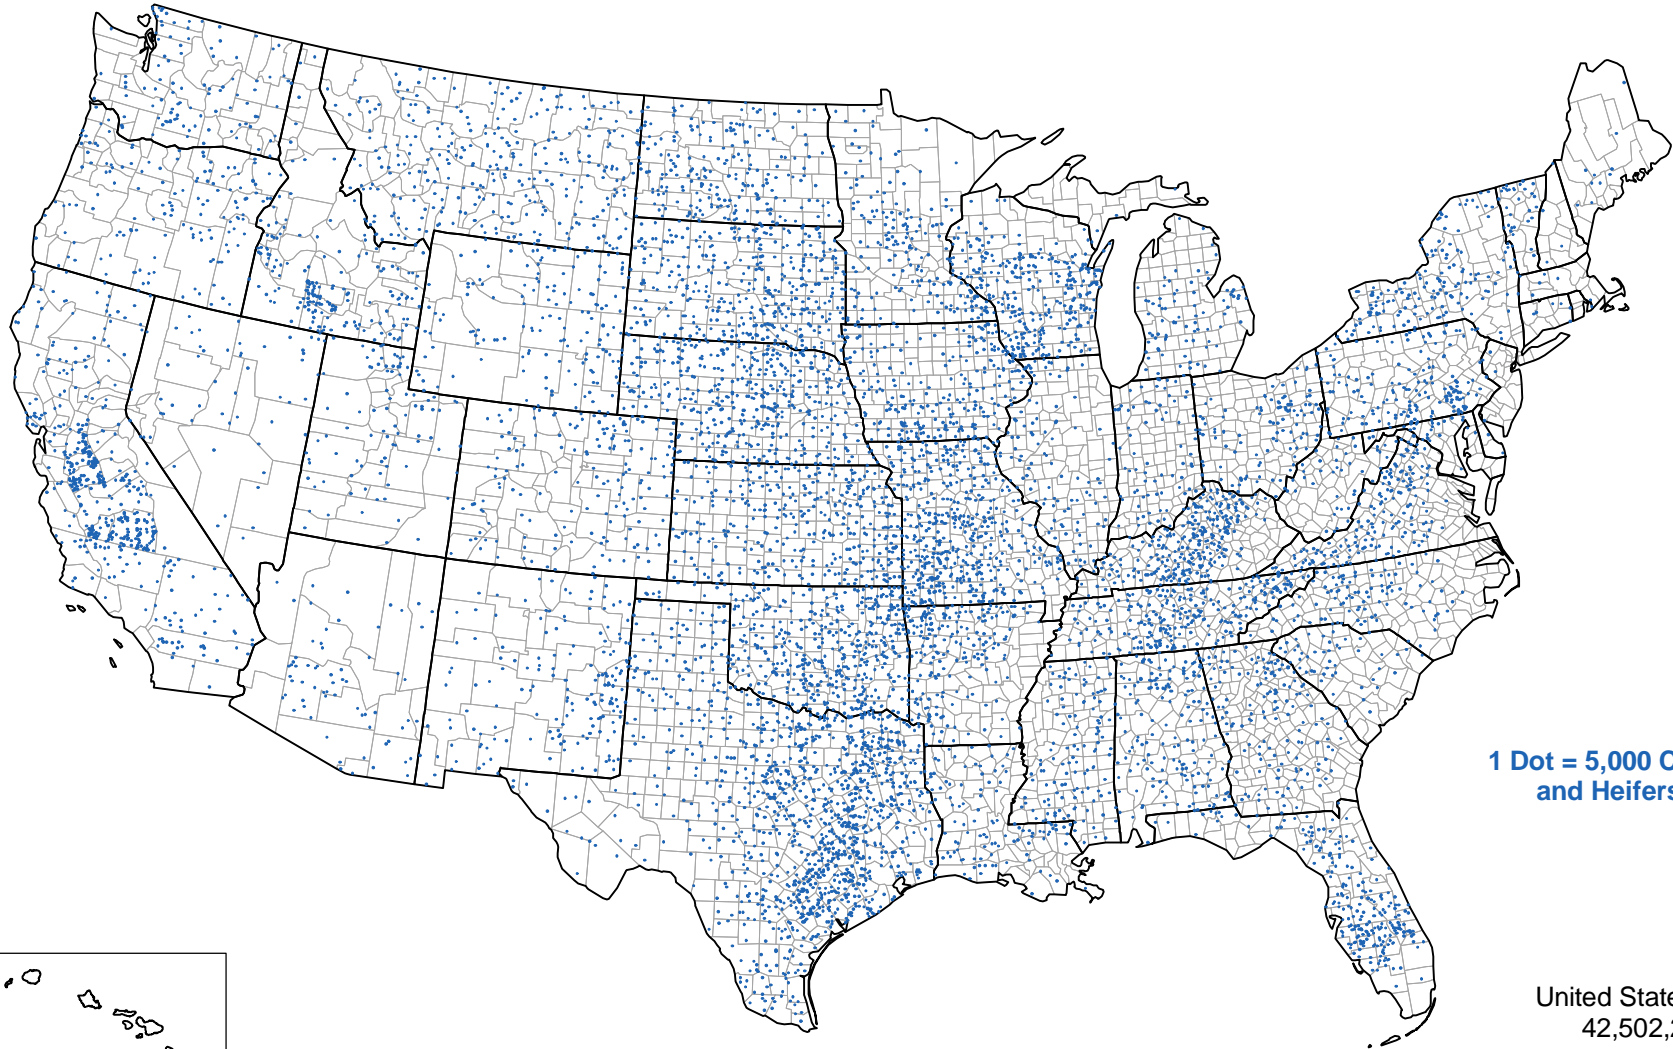 1 Dot = 5,000
and Heifers
United State
42,502,